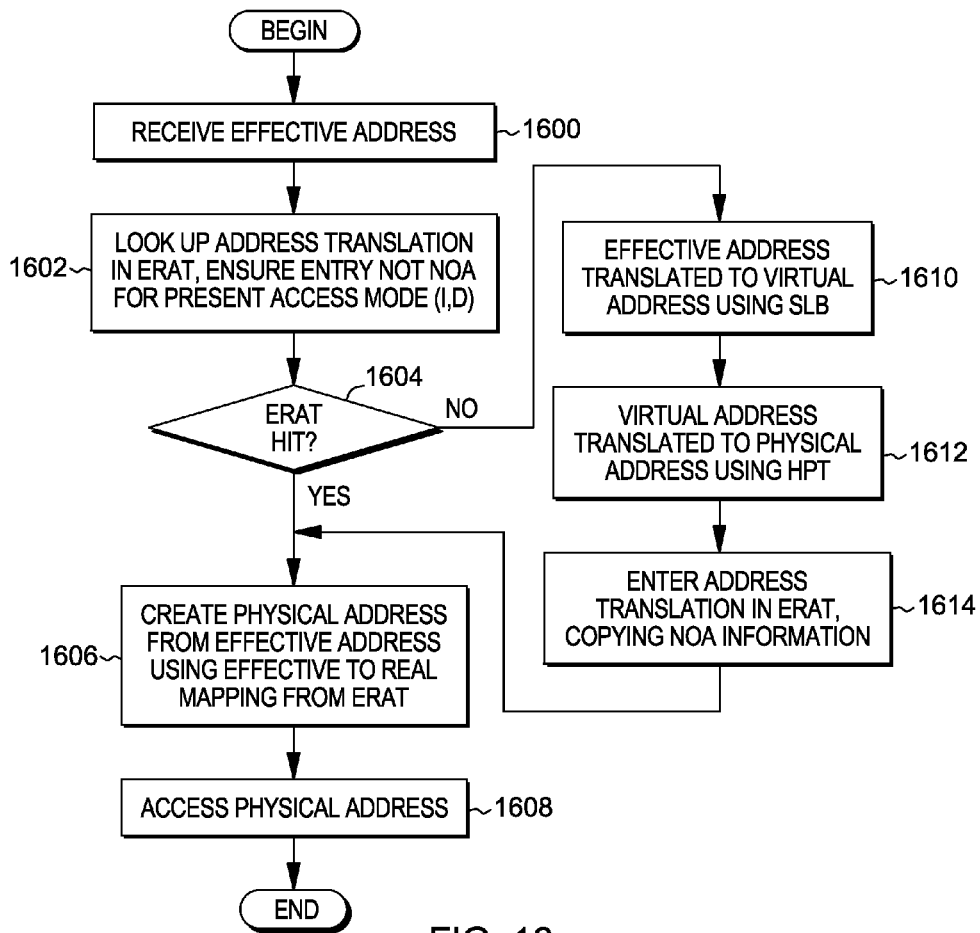 BEGIN
RECEIVE EFFECTIVE ADDRESS
1600
1602
LOOK UP ADDRESS TRANSLATION
IN ERAT, ENSURE ENTRY NOT NOA
FOR PRESENT ACCESS MODE (I,D)
1604
ERAT
HIT?
NO
YES
EFFECTIVE ADDRESS
TRANSLATED TO VIRTUAL
ADDRESS USING SLB
1610
VIRTUAL ADDRESS
TRANSLATED TO PHYSICAL
ADDRESS USING HPT
1612
ENTER ADDRESS
TRANSLATION IN ERAT,
COPYING NOA INFORMATION
1614
1606
CREATE PHYSICAL ADDRESS
FROM EFFECTIVE ADDRESS
USING EFFECTIVE TO REAL
MAPPING FROM ERAT
ACCESS PHYSICAL ADDRESS
1608
END